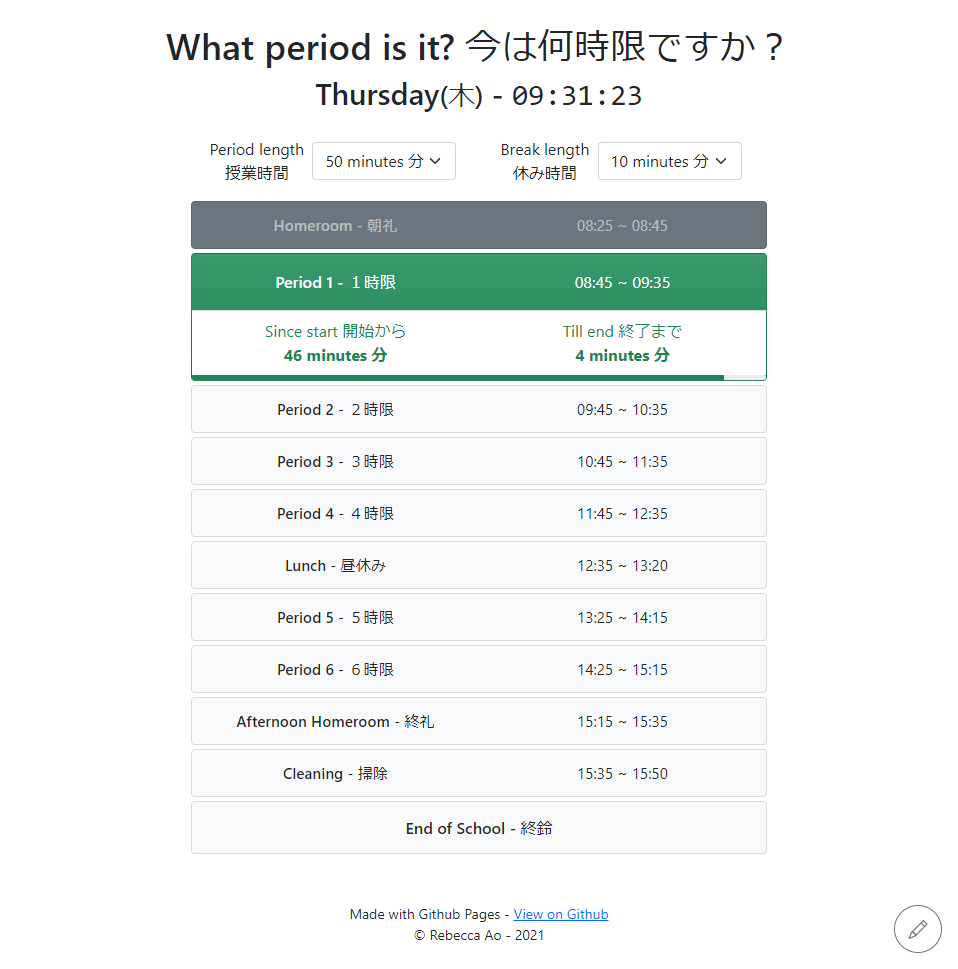 What period is it? 今は何時限ですか？
Thursday(木) - 09:31:23
Period length
授業時間
50 minutes 分
Break length
休み時間
10 minutes 分
Homeroom - 朝礼 08:25 ~ 08:45
Period 1 - １時限 08:45 ~ 09:35
Since start 開始から Till end 終了まで
46 minutes 分 4 minutes 分
Period 2 - ２時限 09:45 ~ 10:35
Period 3 - ３時限 10:45 ~ 11:35
Period 4 - ４時限 11:45 ~ 12:35
Lunch - 昼休み 12:35 ~ 13:20
Period 5 - ５時限 13:25 ~ 14:15
Period 6 - ６時限 14:25 ~ 15:15
Afternoon Homeroom - 終礼 15:15 ~ 15:35
Cleaning - 掃除 15:35 ~ 15:50
End of School - 終鈴
Made with Github Pages - View on Github
© Rebecca Ao - 2021